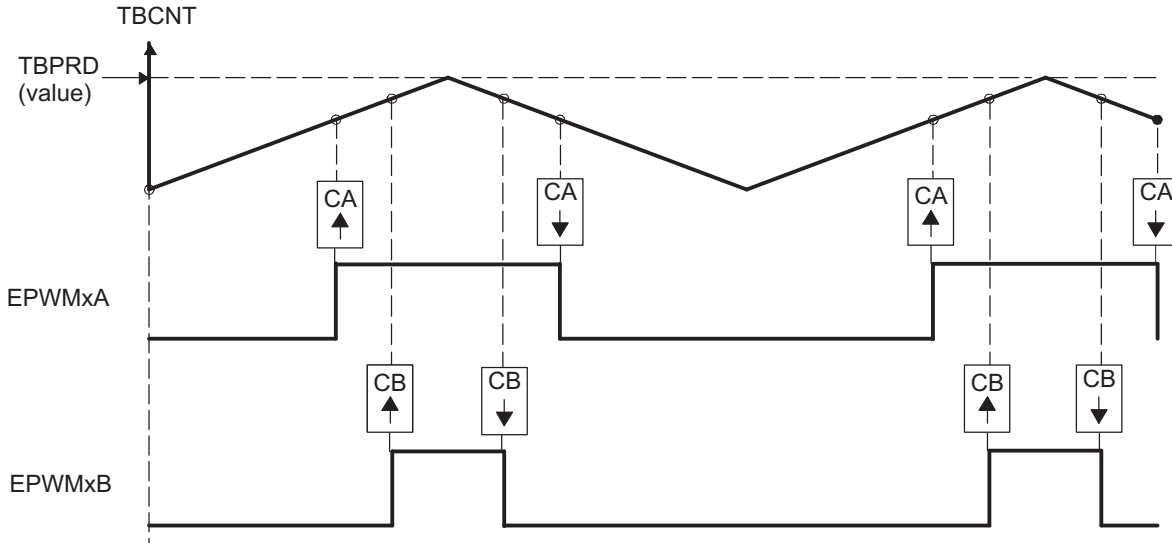 TBCNT
TBPRD
(value)
CA
CA
CA
CA
EPWMxA
CB
CB
CB
CB
EPWMxB